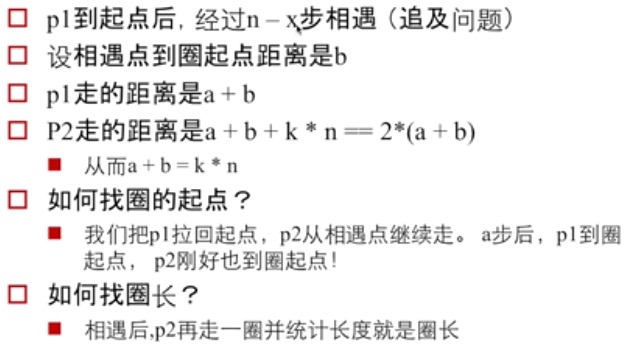 p1到起点后, 经过n – x步相遇（追及问题）
设相遇点到圈起点距离是b
p1走的距离是a + b
P2走的距离是a + b + k * n == 2*(a + b)
从而a + b = k * n
如何找圈的起点？
我们把p1拉回起点，p2从相遇点继续走。 a步后，p1到圈
起点， p2刚好也到圈起点!
如何找圈长？
相遇后,p2再走一圈并统计长度就是圈长